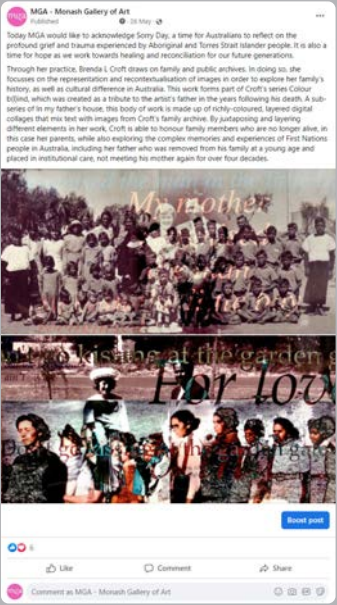 mga
MGA - Monash Gallery of Art
Published · 26 May ·
Today MGA would like to acknowledge Sorry Day, a time for Australians to reflect on the
profound grief and trauma experienced by Aboriginal and Torres Strait Islander people. It is also a
time for hope as we work towards healing and reconciliation for our future generations.
Through her practice, Brenda L Croft draws on family and public archives. In doing so, she
focuses on the representation and recontextualisation of images in order to explore her family's
history, as well as cultural difference in Australia. This work forms part of Croft's series Colour
b(l)ind, which was created as a tribute to the artist's father in the years following his death. A sub-
series of In my father's house, this body of work is made up of richly-coloured, layered digital
collages that mix text with images from Croft's family archive. By juxtaposing and layering
different elements in her work, Croft is able to honour family members who are no longer alive, in
this case her parents, while also exploring the complex memories and experiences of First Nations
people in Australia, including her father who was removed from his family at a young age and
placed in institutional care, not meeting his mother again for over four decades.
My mother
kissing at the garden g
For lov
Boost post
6
Like
Comment
Share
mga
Comment as MGA - Monash Gallery of Art